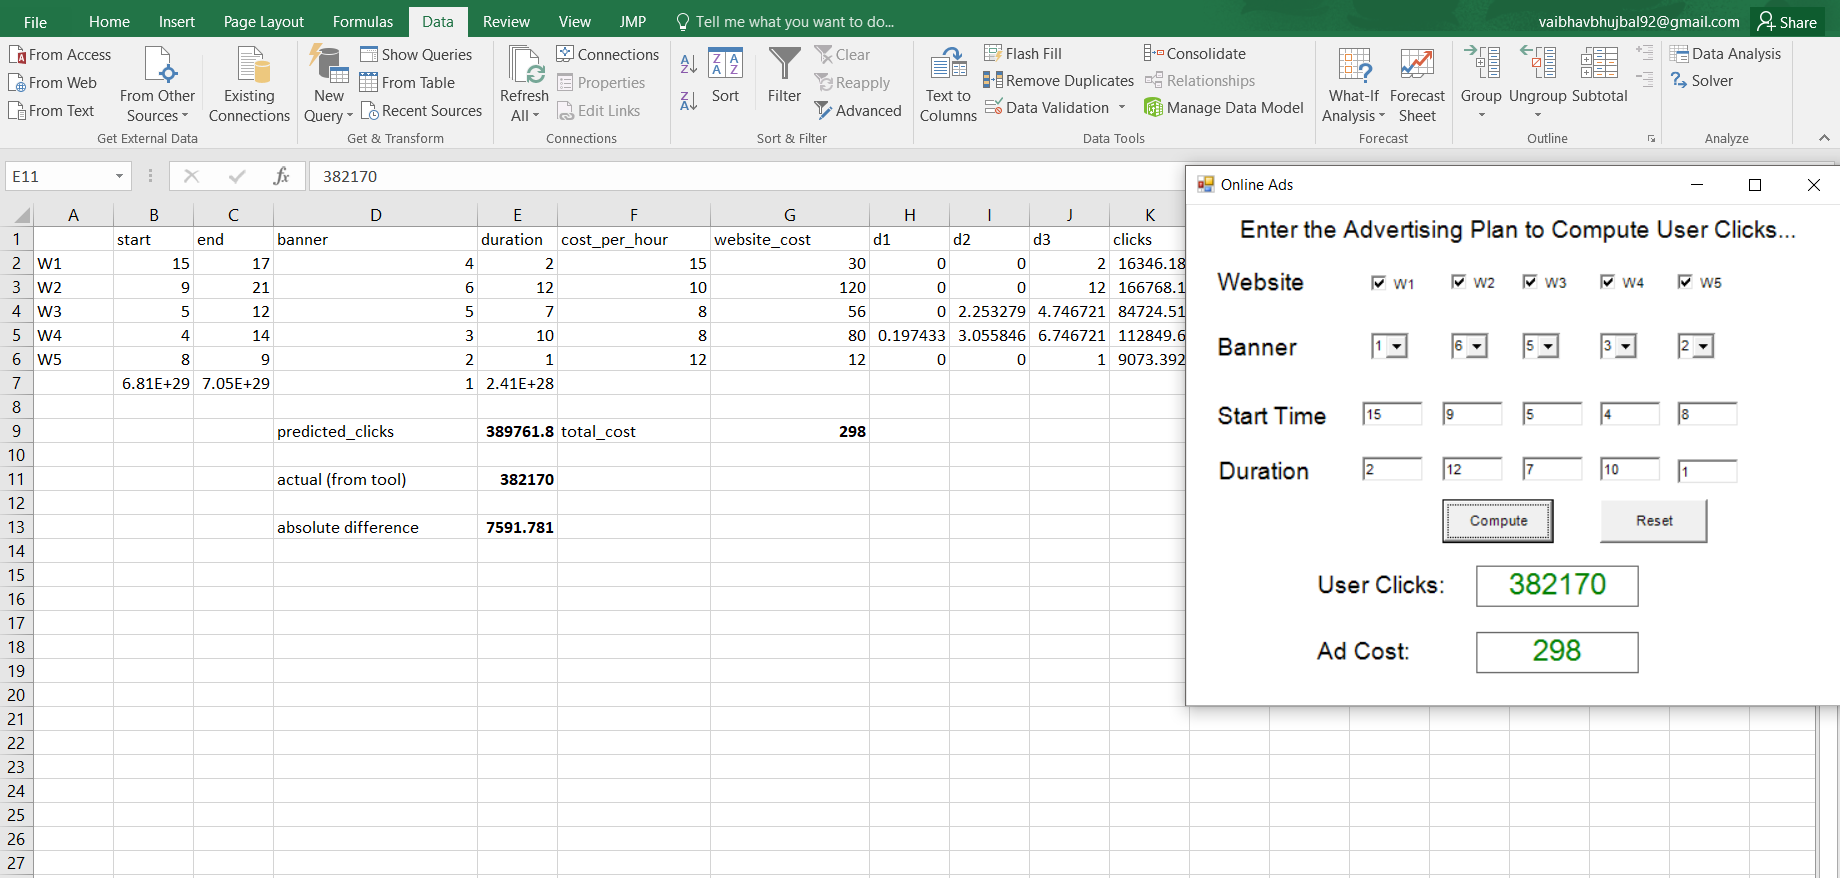 File Home Insert Page Layout Formulas Data Review View JMP Tell me what you want to do... vaibhavbhujbal92@gmail.com Share
From Access
From Web
From Text
From Other Sources
Existing Connections
Get External Data
New Query
Show Queries
From Table
Recent Sources
Get & Transform
Refresh All
Connections
Properties
Edit Links
Connections
Sort
Filter
Clear
Reapply
Advanced
Sort & Filter
Text to Columns
Flash Fill
Remove Duplicates
Data Validation
Consolidate
Relationships
Manage Data Model
Data Tools
What-If Analysis
Forecast Sheet
Forecast
Group Ungroup Subtotal
Outline
Data Analysis
Solver
Analyze
E11 fx 382170
A B C D E F G H I J K
1 start end banner duration cost_per_hour website_cost d1 d2 d3 clicks
2 W1 15 17 4 2 15 30 0 0 2 16346.18
3 W2 9 21 6 12 10 120 0 0 12 166768.1
4 W3 5 12 5 7 8 56 0 2.253279 4.746721 84724.51
5 W4 4 14 3 10 8 80 0.197433 3.055846 6.746721 112849.6
6 W5 8 9 2 1 12 12 0 0 1 9073.392
7 6.81E+29 7.05E+29 1 2.41E+28
8
9 predicted_clicks 389761.8 total_cost 298
10
11 actual (from tool) 382170
12
13 absolute difference 7591.781
14
15
16
17
18
19
20
21
22
23
24
25
26
27
Online Ads
Enter the Advertising Plan to Compute User Clicks...
Website W1 W2 W3 W4 W5
Banner 1 6 5 3 2
Start Time 15 9 5 4 8
Duration 2 12 7 10 1
Compute Reset
User Clicks: 382170
Ad Cost: 298